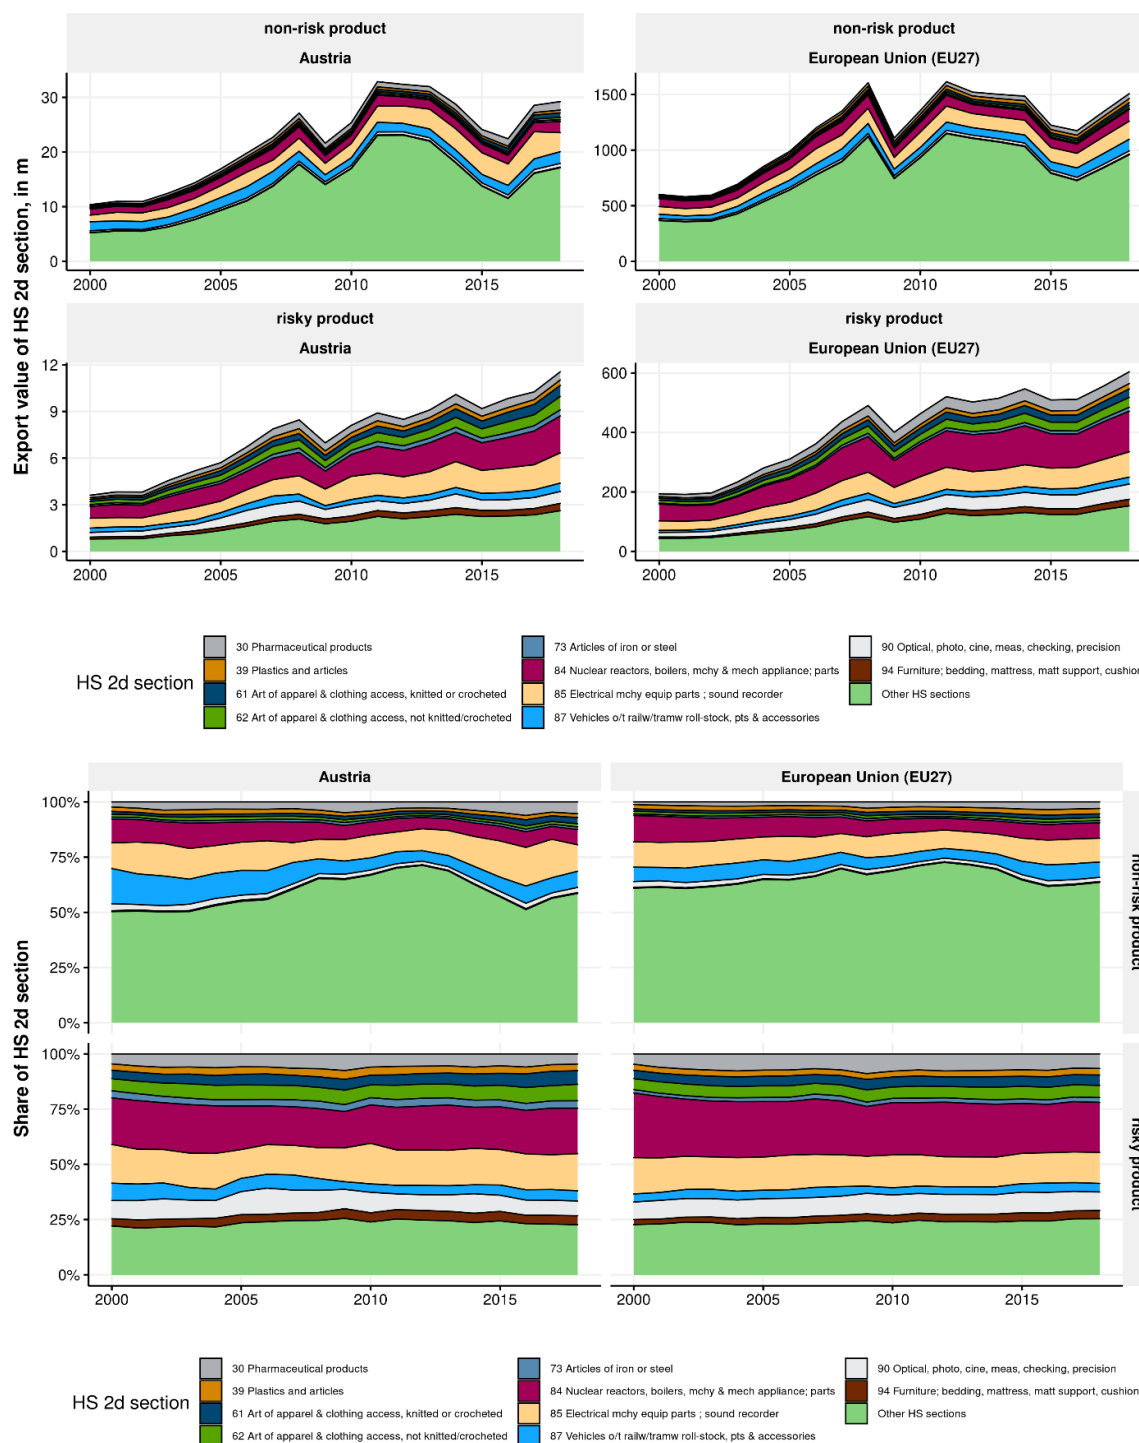 non-risk product
Austria
non-risk product
European Union (EU27)
Export value of HS 2d section, in m
30
20
10
0
2000
2005
2010
2015
1500
1000
500
0
2000
2005
2010
2015
risky product
Austria
risky product
European Union (EU27)
12
9
6
3
0
2000
2005
2010
2015
600
400
200
0
2000
2005
2010
2015
HS 2d section
30 Pharmaceutical products
39 Plastics and articles
61 Art of apparel & clothing access, knitted or crocheted
62 Art of apparel & clothing access, not knitted/crocheted
73 Articles of iron or steel
84 Nuclear reactors, boilers, mchy & mech appliance; parts
85 Electrical mchy equip parts ; sound recorder
87 Vehicles o/t railw/tramw roll-stock, pts & accessories
90 Optical, photo, cine, meas, checking, precision
94 Furniture; bedding, mattress, matt support, cushion
Other HS sections
Austria
European Union (EU27)
Share of HS 2d section
100%
75%
50%
25%
0%
non-risk product
100%
75%
50%
25%
0%
risky product
2000
2005
2010
2015
2000
2005
2010
2015
HS 2d section
30 Pharmaceutical products
39 Plastics and articles
61 Art of apparel & clothing access, knitted or crocheted
62 Art of apparel & clothing access, not knitted/crocheted
73 Articles of iron or steel
84 Nuclear reactors, boilers, mchy & mech appliance; parts
85 Electrical mchy equip parts ; sound recorder
87 Vehicles o/t railw/tramw roll-stock, pts & accessories
90 Optical, photo, cine, meas, checking, precision
94 Furniture; bedding, mattress, matt support, cushion
Other HS sections